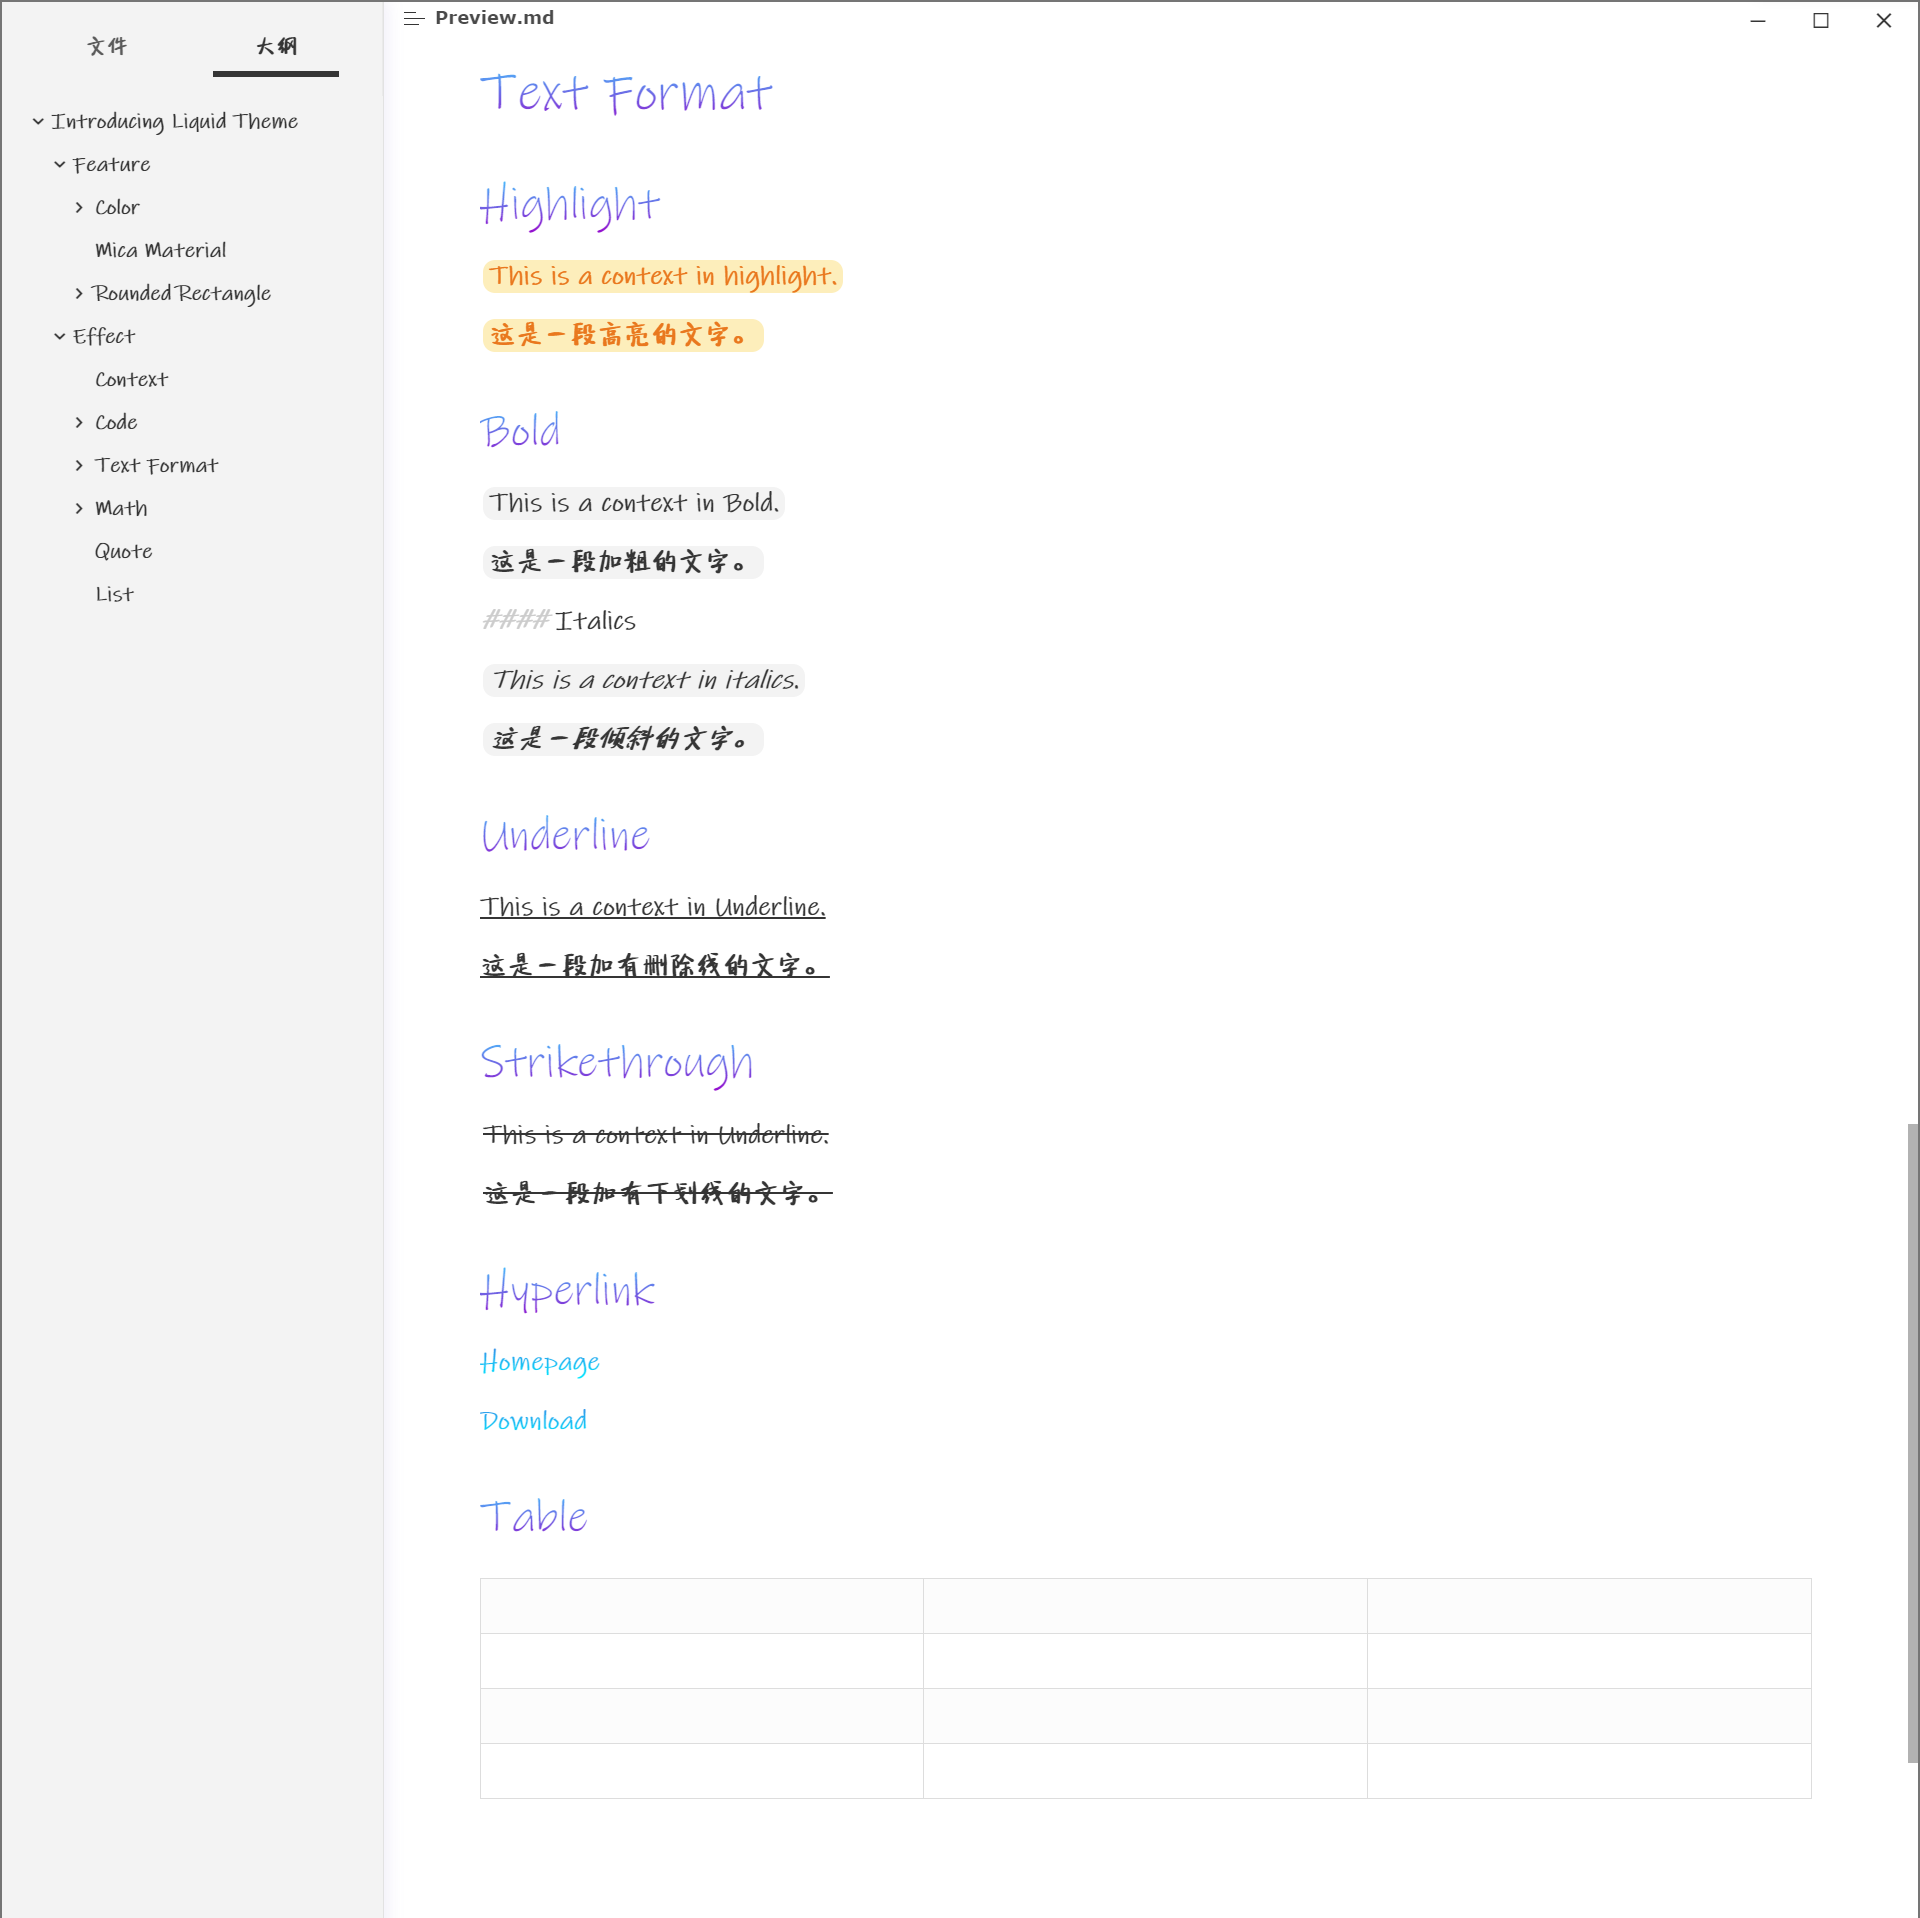 文件 大纲
Introducing Liquid Theme
Feature
Color
Mica Material
Rounded Rectangle
Effect
Context
Code
Text Format
Math
Quote
List
Preview.md
Text Format
Highlight
This is a context in highlight.
这是一段高亮的文字。
Bold
This is a context in Bold.
这是一段加粗的文字。
#### Italics
This is a context in italics.
这是一段倾斜的文字。
Underline
This is a context in Underline.
这是一段加有删除线的文字。
Strikethrough
This is a context in Underline.
这是一段加有下划线的文字。
Hyperlink
Homepage
Download
Table